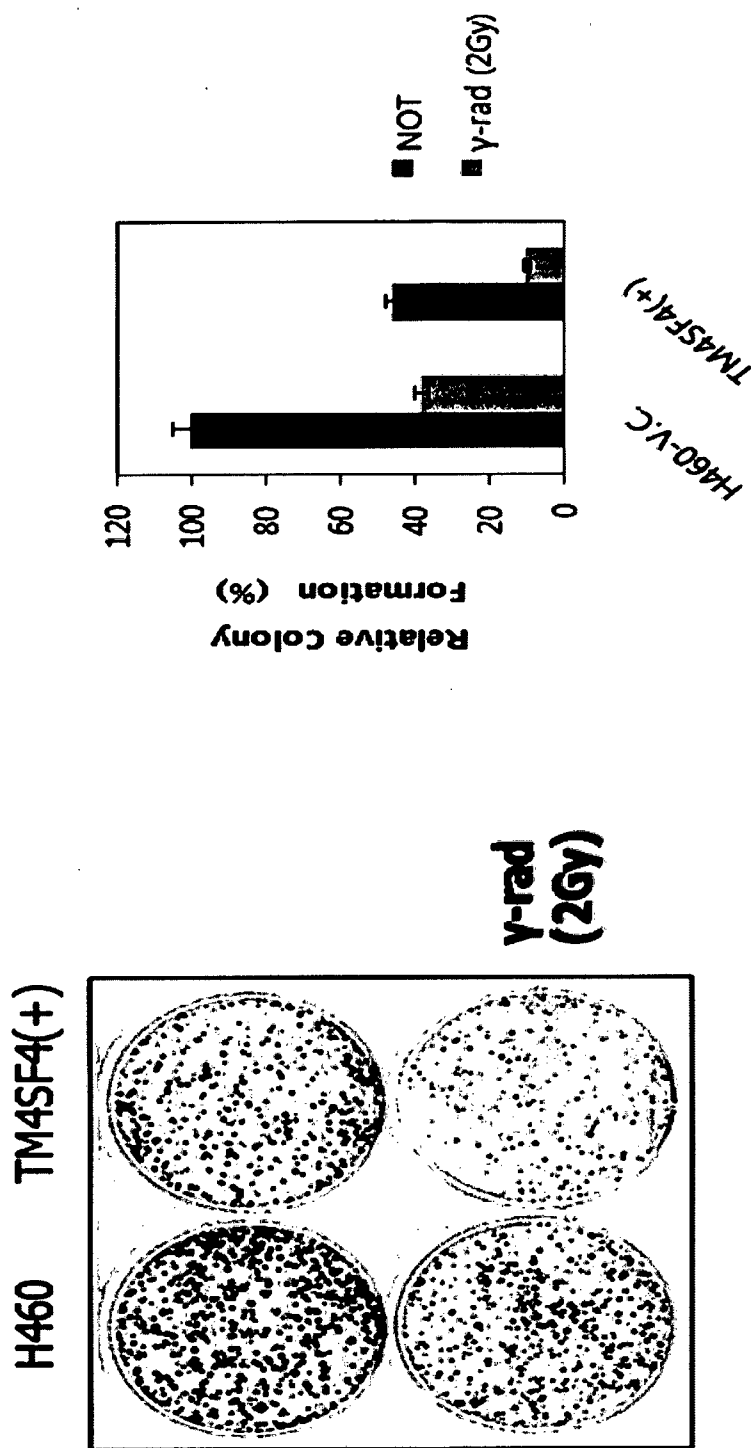 H460 TM4SF4(+)
γ-rad
(2Gy)
Relative Colony
Formation (%)
120
100
80
60
40
20
0
H460-V.C.
TM4SF4(+)
NOT
γ-rad (2Gy)